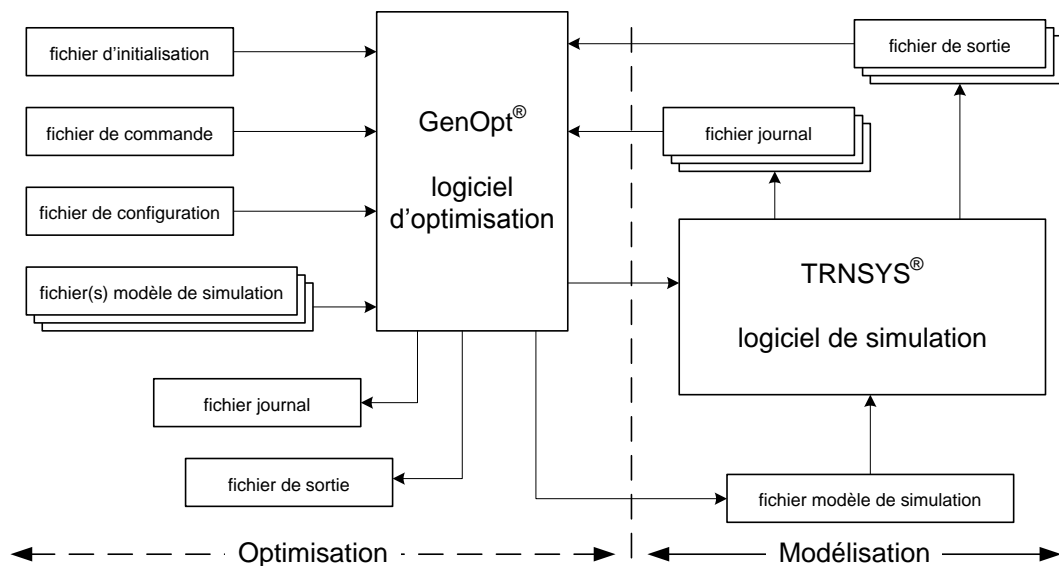 fichier d'initialisation
fichier de commande
fichier de configuration
fichier(s) modèle de simulation
GenOpt®
logiciel
d'optimisation
fichier journal
fichier de sortie
fichier de sortie
fichier journal
TRNSYS®
logiciel de simulation
fichier modèle de simulation
Optimisation
Modélisation